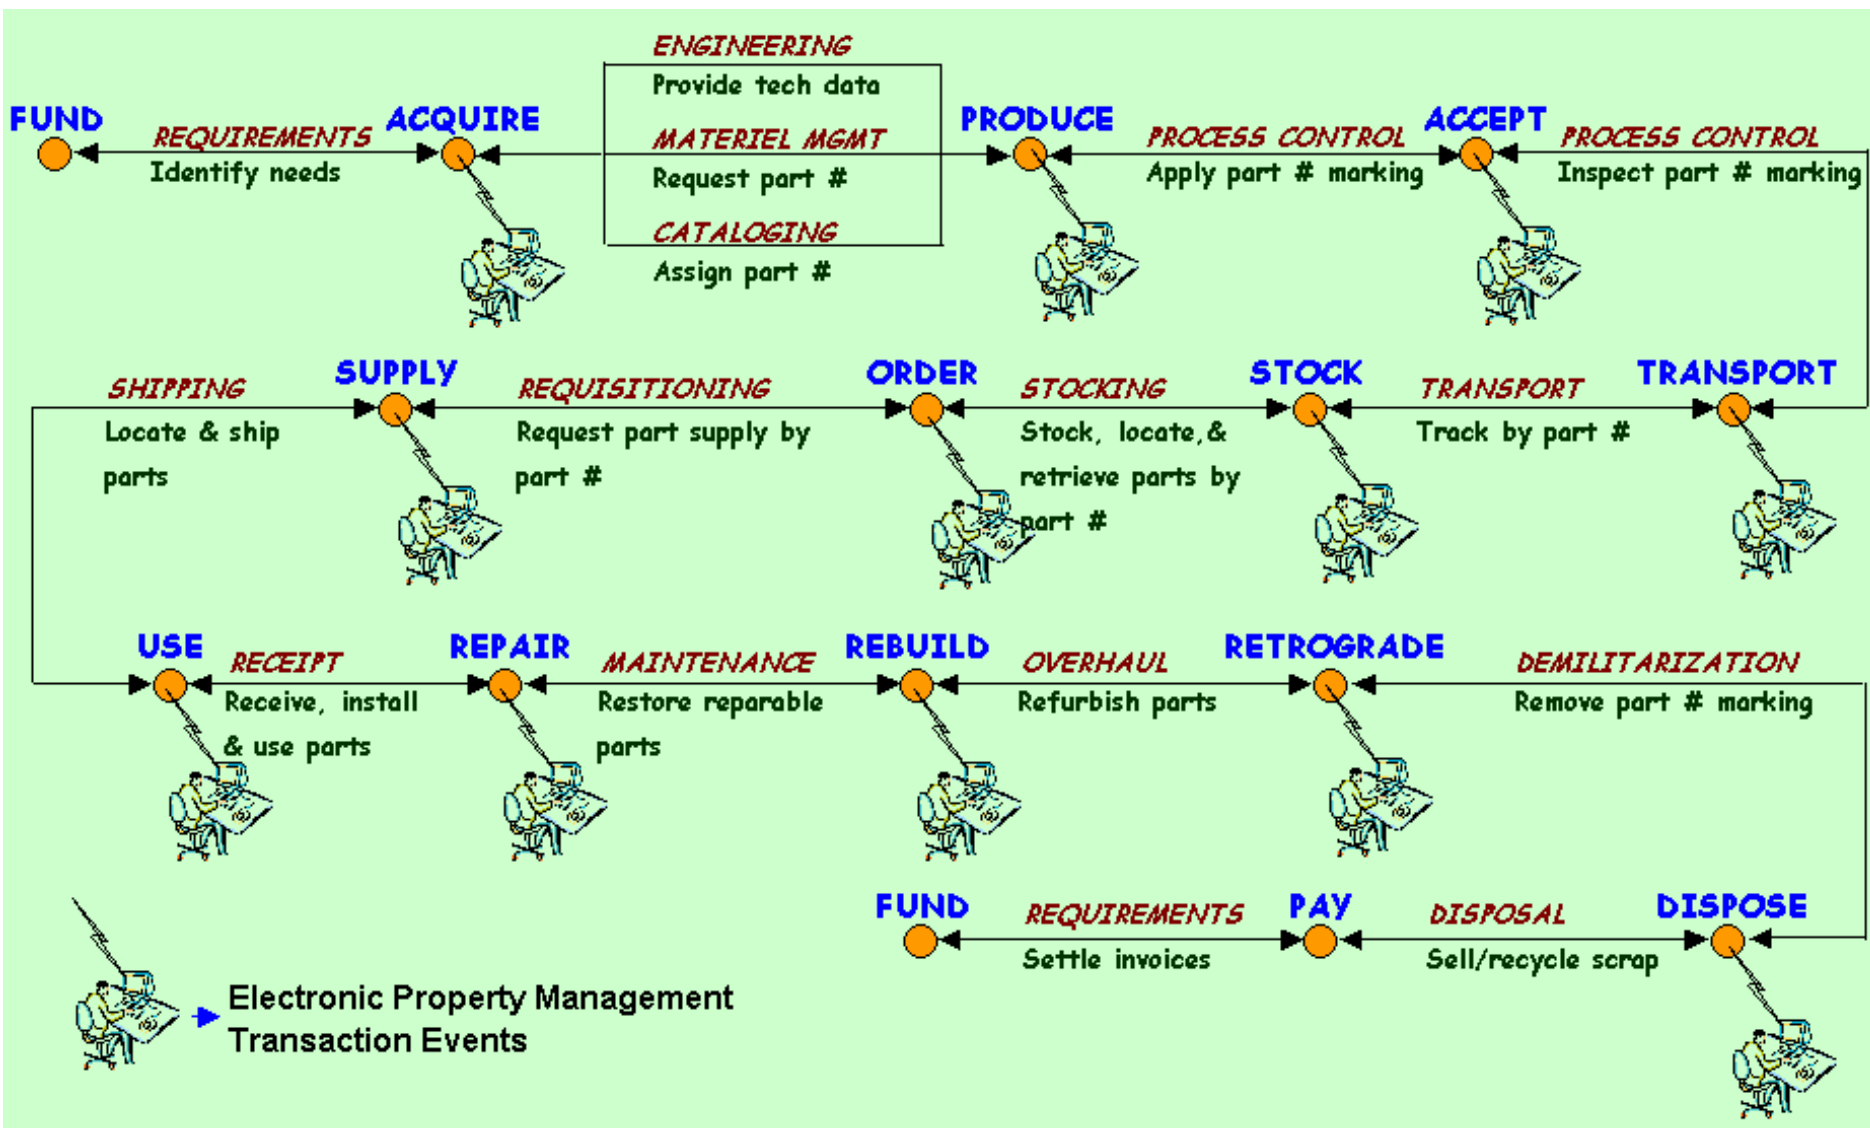 ENGINEERING
Provide tech data
FUND
REQUIREMENTS
Identify needs
ACQUIRE
MATERIEL MGMT
Request part #
CATALOGING
Assign part #
PRODUCE
PROCESS CONTROL
Apply part # marking
ACCEPT
PROCESS CONTROL
Inspect part # marking
SHIPPING
Locate & ship
parts
SUPPLY
REQUISITIONING
Request part supply by
part #
ORDER
STOCKING
Stock, locate,&
retrieve parts by
part #
STOCK
TRANSPORT
Track by part #
TRANSPORT
USE
RECEIPT
Receive, install
& use parts
REPAIR
MAINTENANCE
Restore reparable
parts
REBUILD
OVERHAUL
Refurbish parts
RETROGRADE
DEMILITARIZATION
Remove part # marking
FUND
REQUIREMENTS
Settle invoices
PAY
DISPOSAL
Sell/recycle scrap
DISPOSE
Electronic Property Management
Transaction Events